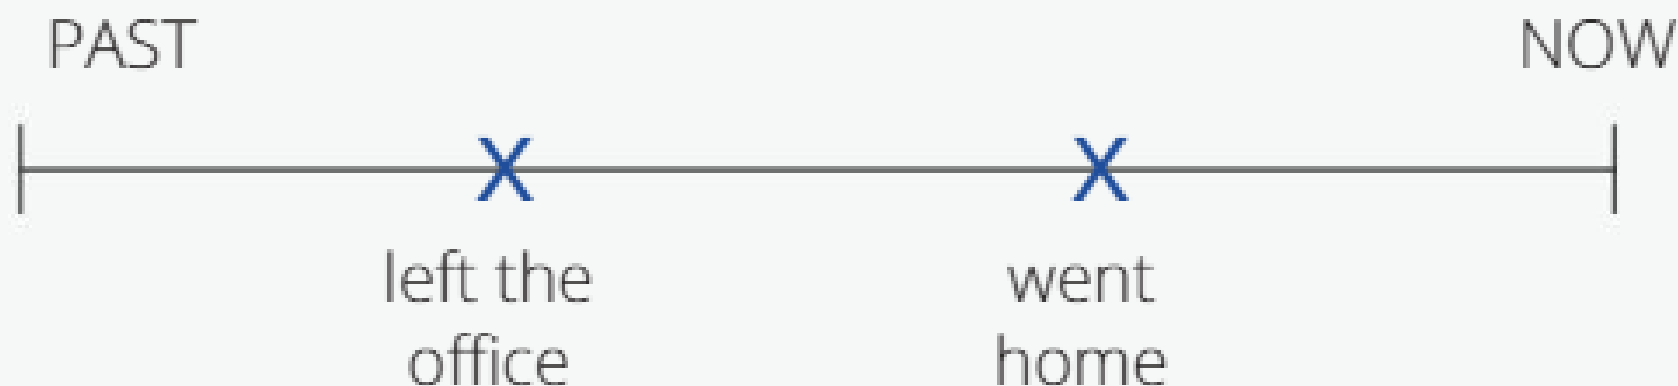 PAST
NOW
X
X
left the
office
went
home